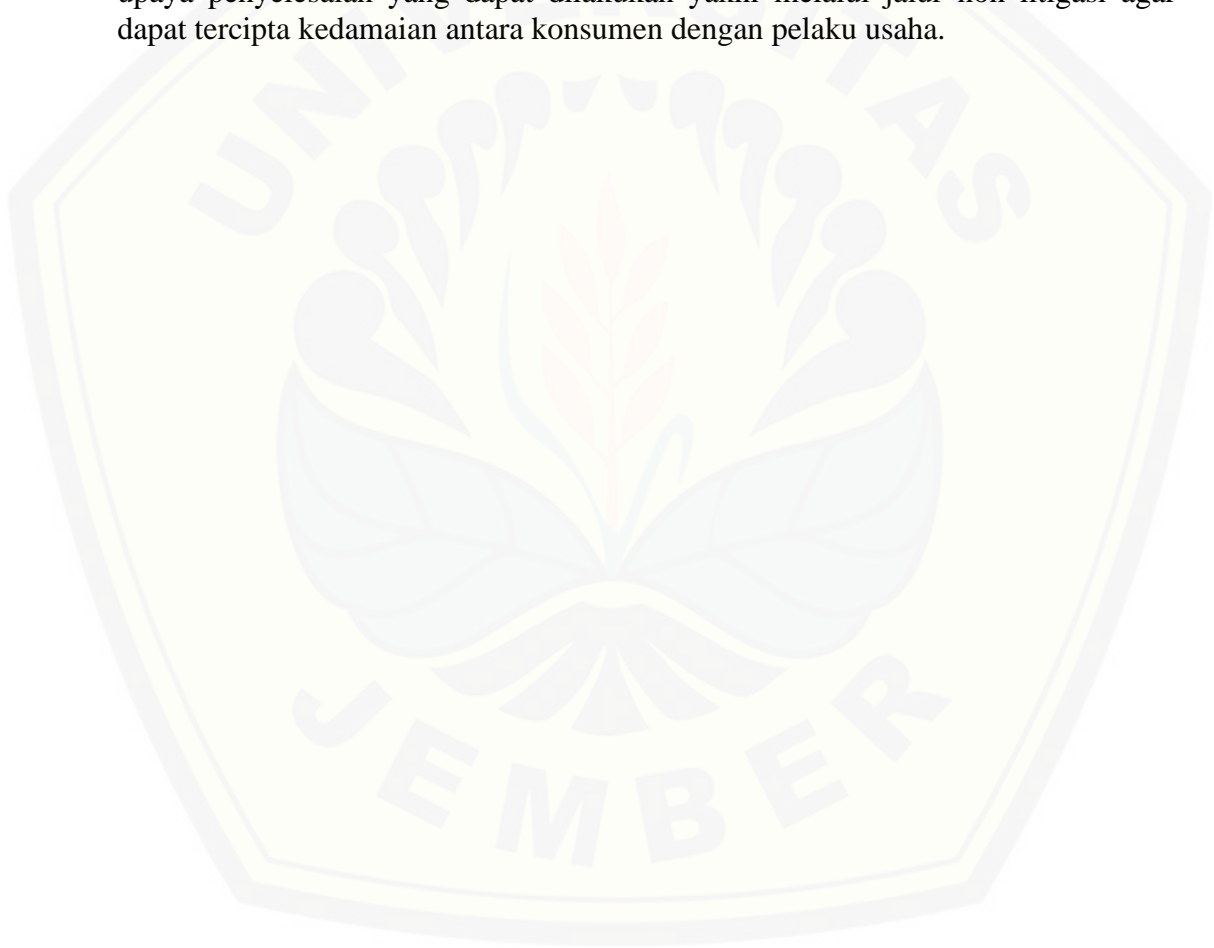 upaya penyelesaian yang dapat dilakukan yakni melalui jalur non litigasi agar
dapat tercipta kedamaian antara konsumen dengan pelaku usaha.
UNIVERSITAS
JEMBER